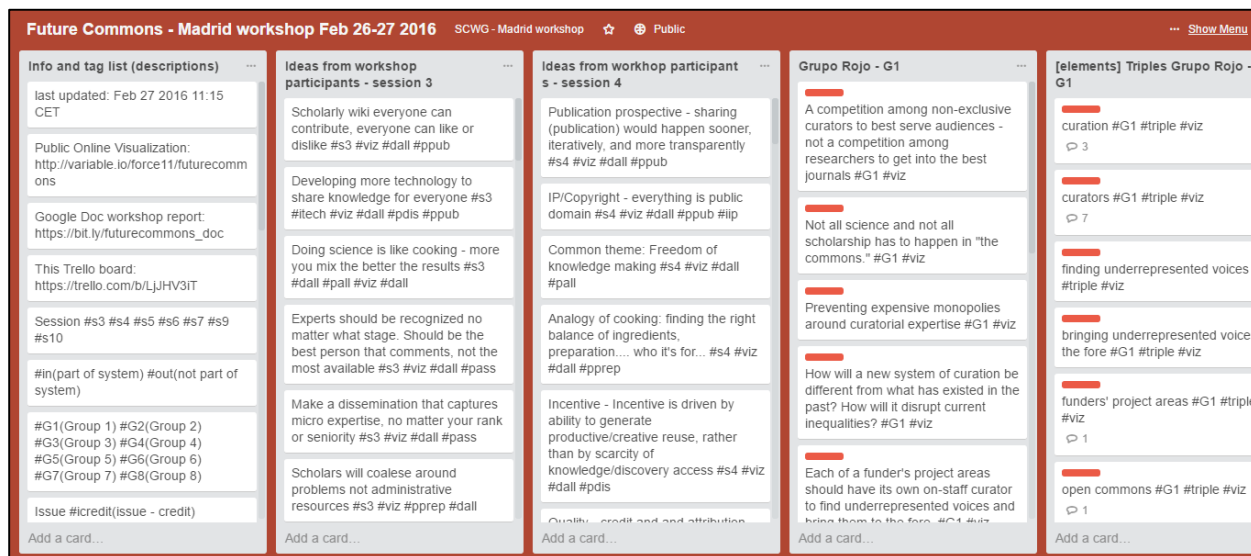 Future Commons - Madrid workshop Feb 26-27 2016 SCWG - Madrid workshop Public
··· Show Menu
Info and tag list (descriptions) ···
last updated: Feb 27 2016 11:15
CET
Public Online Visualization:
http://variable.io/force11/futurecomm
ons
Google Doc workshop report:
https://bit.ly/futurecommons_doc
This Trello board:
https://trello.com/b/LjJHV3iT
Session #s3 #s4 #s5 #s6 #s7 #s9
#s10
#in(part of system) #out(not part of
system)
#G1(Group 1) #G2(Group 2)
#G3(Group 3) #G4(Group 4)
#G5(Group 5) #G6(Group 6)
#G7(Group 7) #G8(Group 8)
Issue #icredit(issue - credit)
Add a card…
Ideas from workshop ···
participants - session 3
Scholarly wiki everyone can
contribute, everyone can like or
dislike #s3 #viz #dall #ppub
Developing more technology to
share knowledge for everyone #s3
#itech #viz #dall #pdis #ppub
Doing science is like cooking - more
you mix the better the results #s3
#dall #pall #viz #dall
Experts should be recognized no
matter what stage. Should be the
best person that comments, not the
most available #s3 #viz #dall #pass
Make a dissemination that captures
micro expertise, no matter your rank
or seniority #s3 #viz #dall #pass
Scholars will coalese around
problems not administrative
resources #s3 #viz #pprep #dall
Add a card…
Ideas from workhop participant ···
s - session 4
Publication prospective - sharing
(publication) would happen sooner,
iteratively, and more transparently
#s4 #viz #dall #ppub
IP/Copyright - everything is public
domain #s4 #viz #dall #ppub #iip
Common theme: Freedom of
knowledge making #s4 #viz #dall
#pall
Analogy of cooking: finding the right
balance of ingredients,
preparation.... who it's for... #s4 #viz
#dall #pprep
Incentive - Incentive is driven by
ability to generate
productive/creative reuse, rather
than by scarcity of
knowledge/discovery access #s4 #viz
#dall #pdis
Quality - credit and and attribution
Add a card…
Grupo Rojo - G1 ···
A competition among non-exclusive
curators to best serve audiences -
not a competition among
researchers to get into the best
journals #G1 #viz
Not all science and not all
scholarship has to happen in "the
commons." #G1 #viz
Preventing expensive monopolies
around curatorial expertise #G1 #viz
How will a new system of curation be
different from what has existed in the
past? How will it disrupt current
inequalities? #G1 #viz
Each of a funder's project areas
should have its own on-staff curator
to find underrepresented voices and
bring them to the fore. #G1 #viz
Add a card…
[elements] Triples Grupo Rojo -
G1
curation #G1 #triple #viz
3
curators #G1 #triple #viz
7
finding underrepresented voices
#triple #viz
bringing underrepresented voice
the fore #G1 #triple #viz
funders' project areas #G1 #triple
#viz
1
open commons #G1 #triple #viz
1
Add a card…